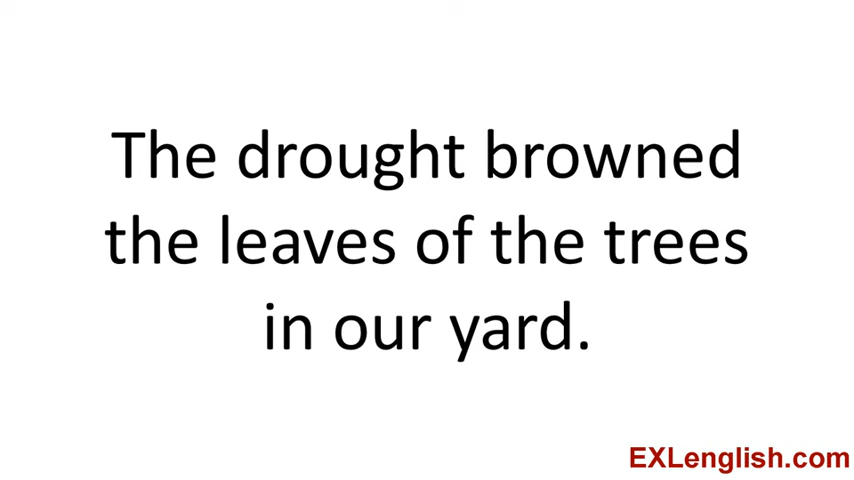 The drought browned
the leaves of the trees
in our yard.
EXLenglish.com